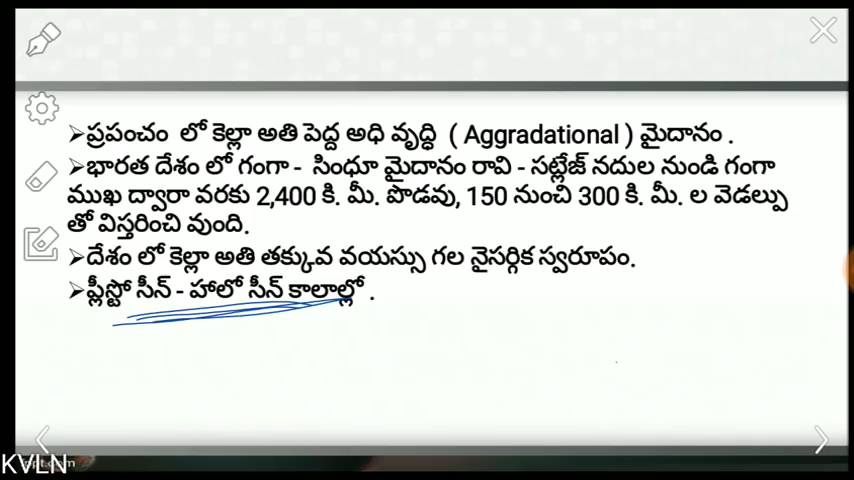 ➢ప్రపంచం లో కెల్లా అతి పెద్ద అధి వృద్ధి ( Aggradational ) మైదానం .
➢భారత దేశం లో గంగా - సింధూ మైదానం రావి - సట్లేజ్ నదుల నుండి గంగా
ముఖ ద్వారా వరకు 2,400 కి. మీ. పొడవు, 150 నుంచి 300 కి. మీ. ల వెడల్పు
తో విస్తరించి వుంది.
➢దేశం లో కెల్లా అతి తక్కువ వయస్సు గల నైసర్గిక స్వరూపం.
➢ప్లీస్టో సీన్ - హాలో సీన్ కాలాల్లో .
KVLN